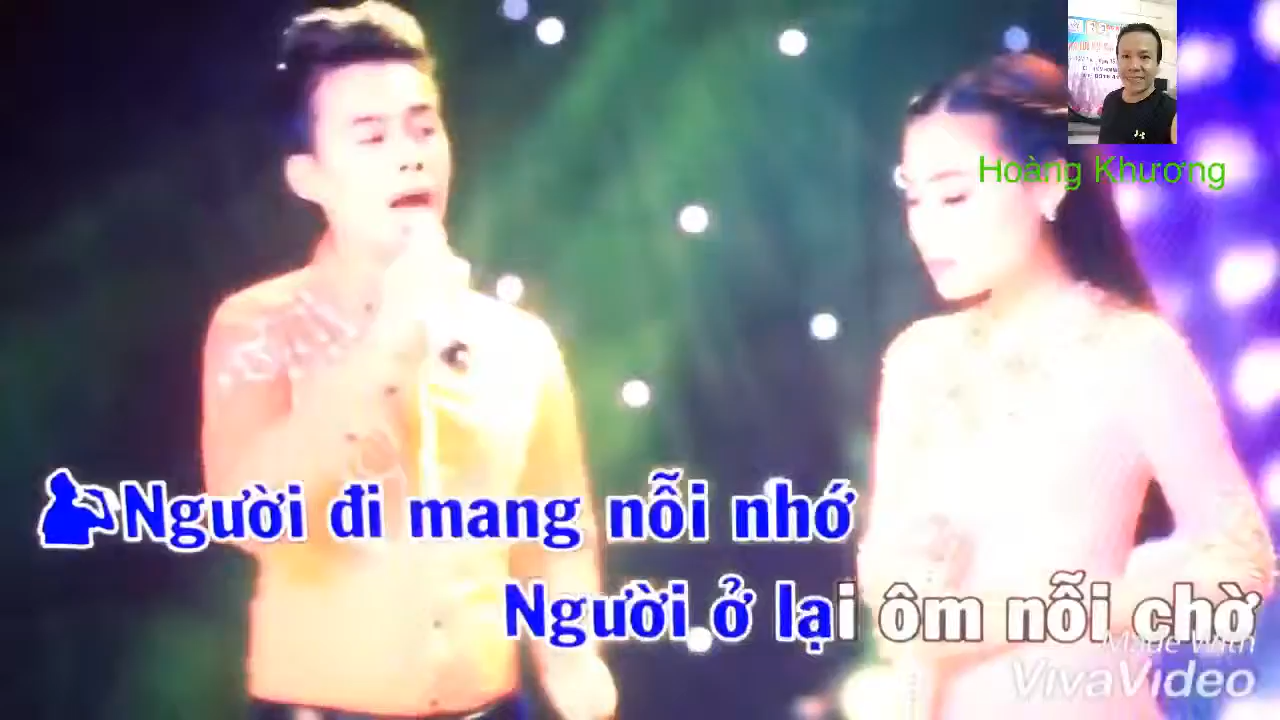 Hoàng Khương
Người đi mang nỗi nhớ
Người ở lại ôm nỗi chờ
Made With
VivaVideo